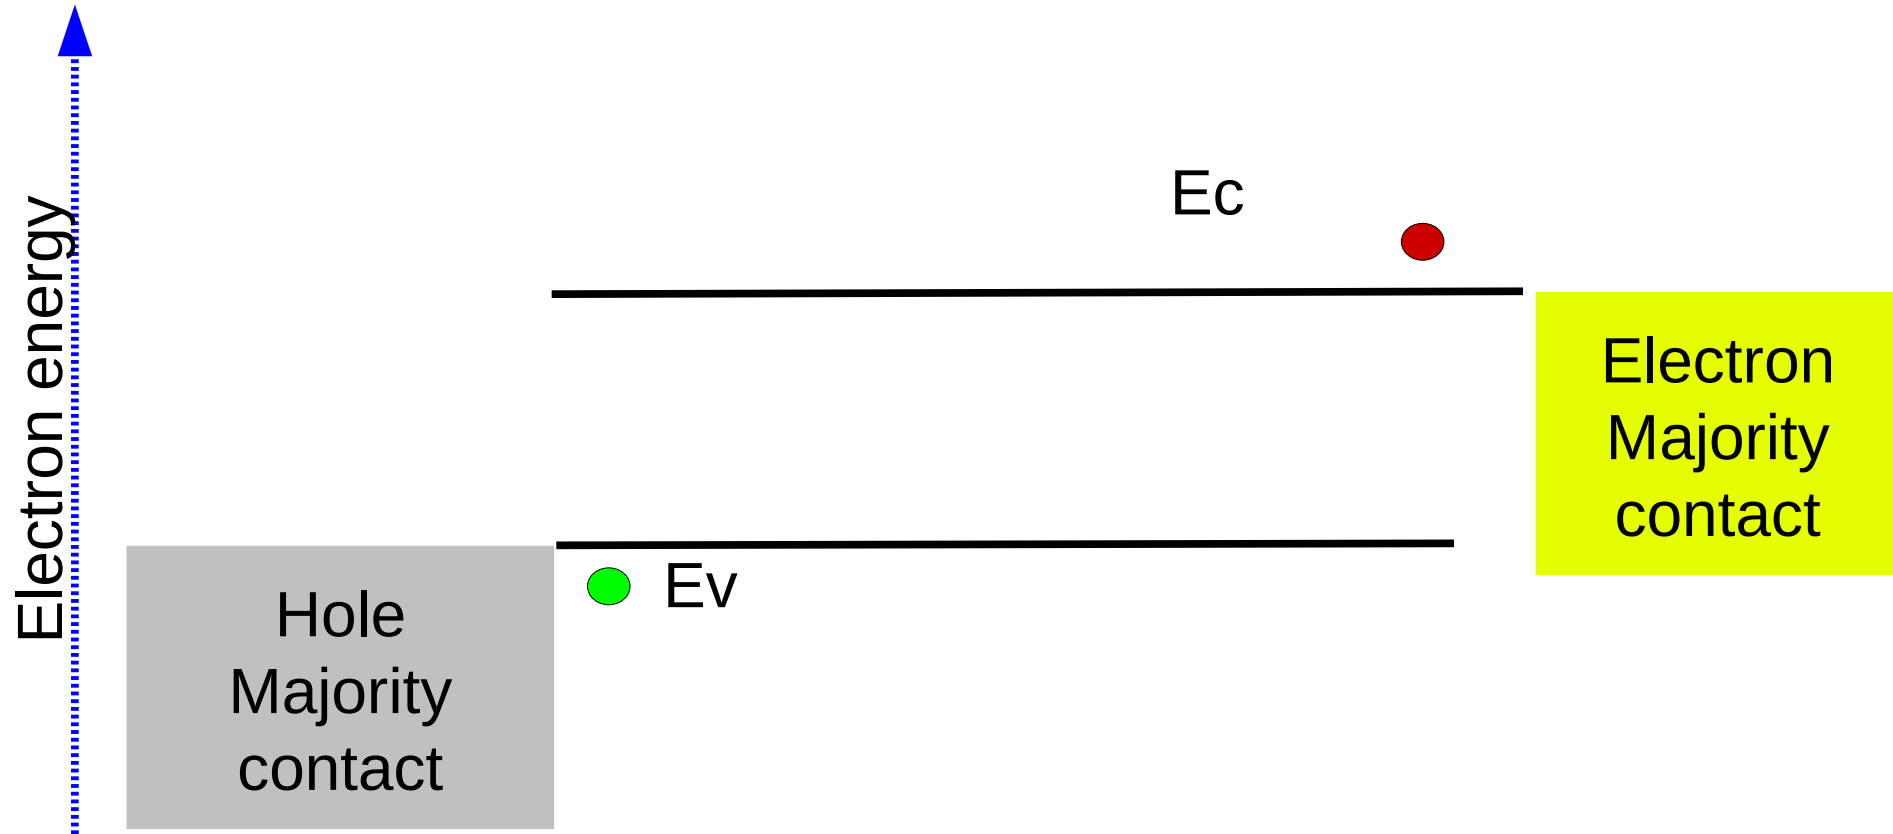 Electron energy
Ec
Electron
Majority
contact
Ev
Hole
Majority
contact